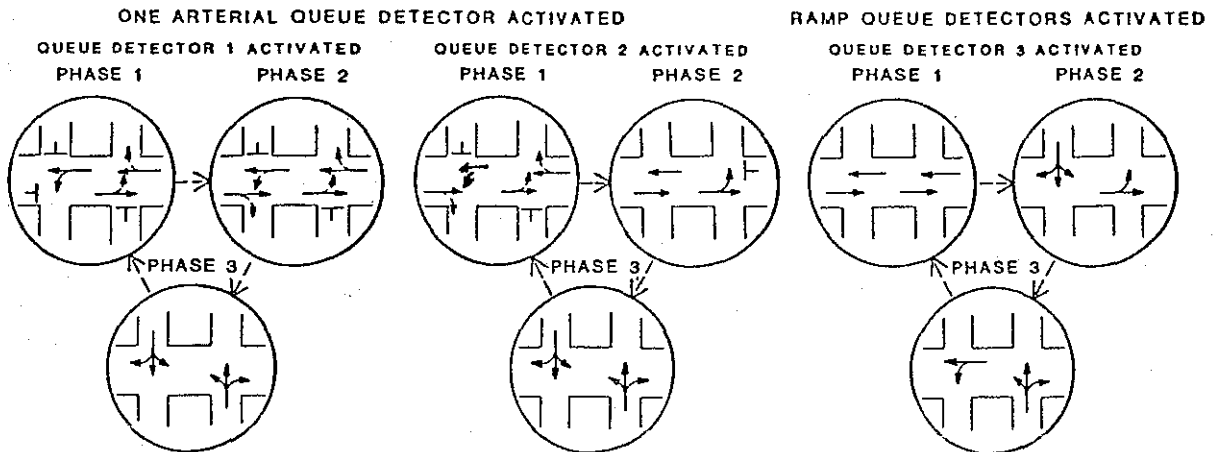 ONE ARTERIAL QUEUE DETECTOR ACTIVATED
RAMP QUEUE DETECTORS ACTIVATED
QUEUE DETECTOR 1 ACTIVATED
QUEUE DETECTOR 2 ACTIVATED
QUEUE DETECTOR 3 ACTIVATED
PHASE 1
PHASE 2
PHASE 1
PHASE 2
PHASE 1
PHASE 2
PHASE 3
PHASE 3
PHASE 3